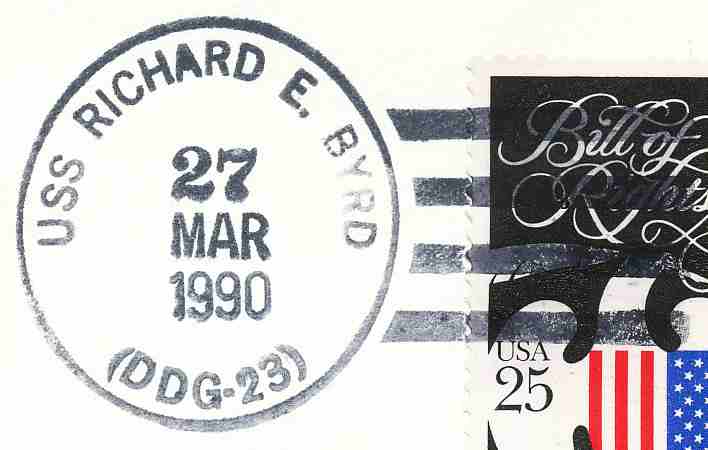 USS RICHARD E. BYRD
27
MAR
1990
(DDG-23)
Bill of
Rights
USA
25